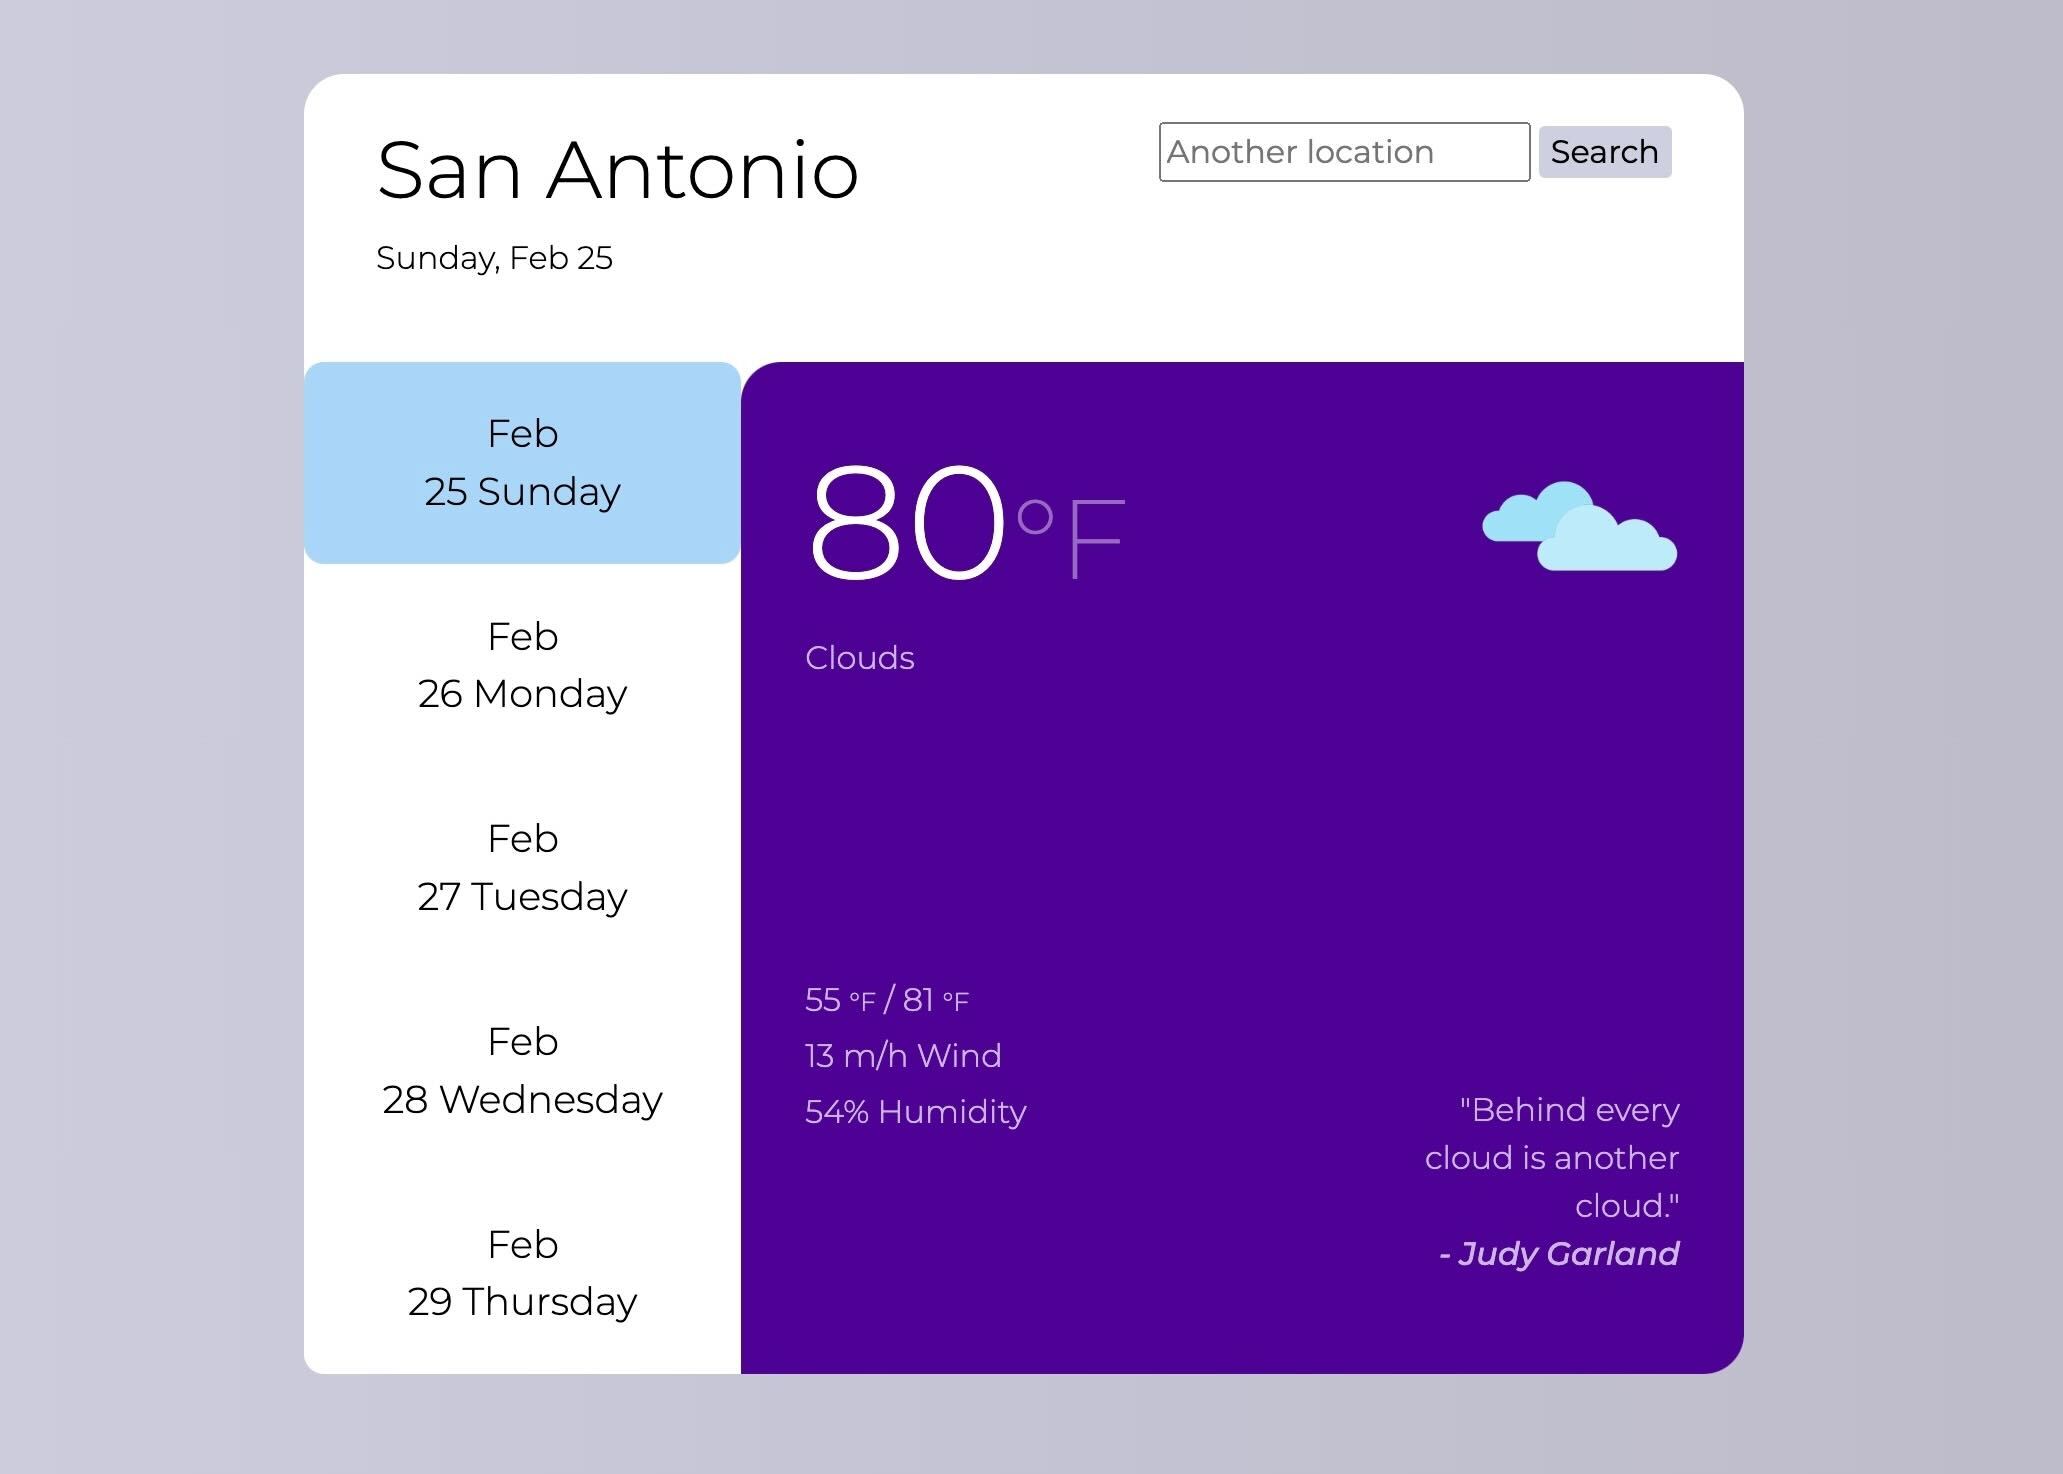 San Antonio
Another location
Search
Sunday, Feb 25
Feb
25 Sunday
Feb
26 Monday
Feb
27 Tuesday
Feb
28 Wednesday
Feb
29 Thursday
80°F
Clouds
55 °F / 81 °F
13 m/h Wind
54% Humidity
"Behind every
cloud is another
cloud."
- Judy Garland